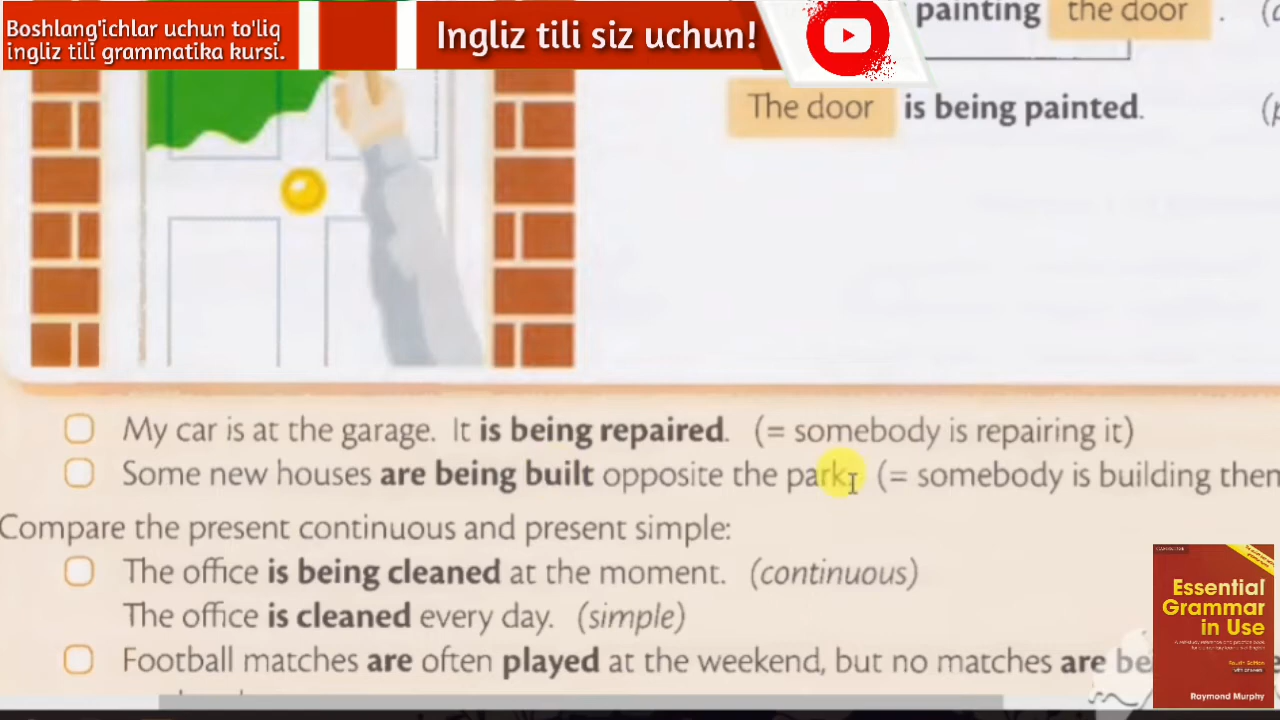 Boshlang'ichlar uchun to'liq
ingliz tili grammatika kursi.
Ingliz tili siz uchun!
painting the door .
The door is being painted.
My car is at the garage. It is being repaired. (= somebody is repairing it)
Some new houses are being built opposite the park. (= somebody is building
Compare the present continuous and present simple:
The office is being cleaned at the moment. (continuous)
The office is cleaned every day. (simple)
Football matches are often played at the weekend, but no matches are
Essential
Grammar
in Use
Fourth Edition
with answers
Raymond Murphy